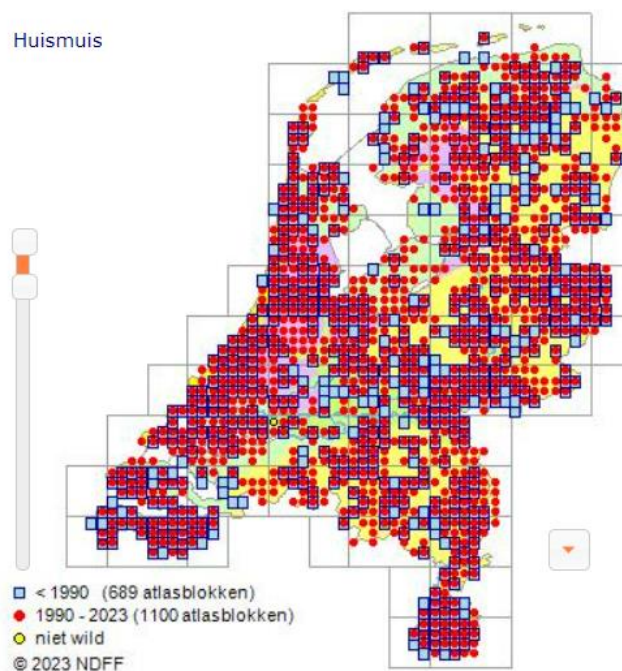 Huismuis
< 1990 (689 atlasblokken)
1990 - 2023 (1100 atlasblokken)
niet wild
© 2023 NDFF